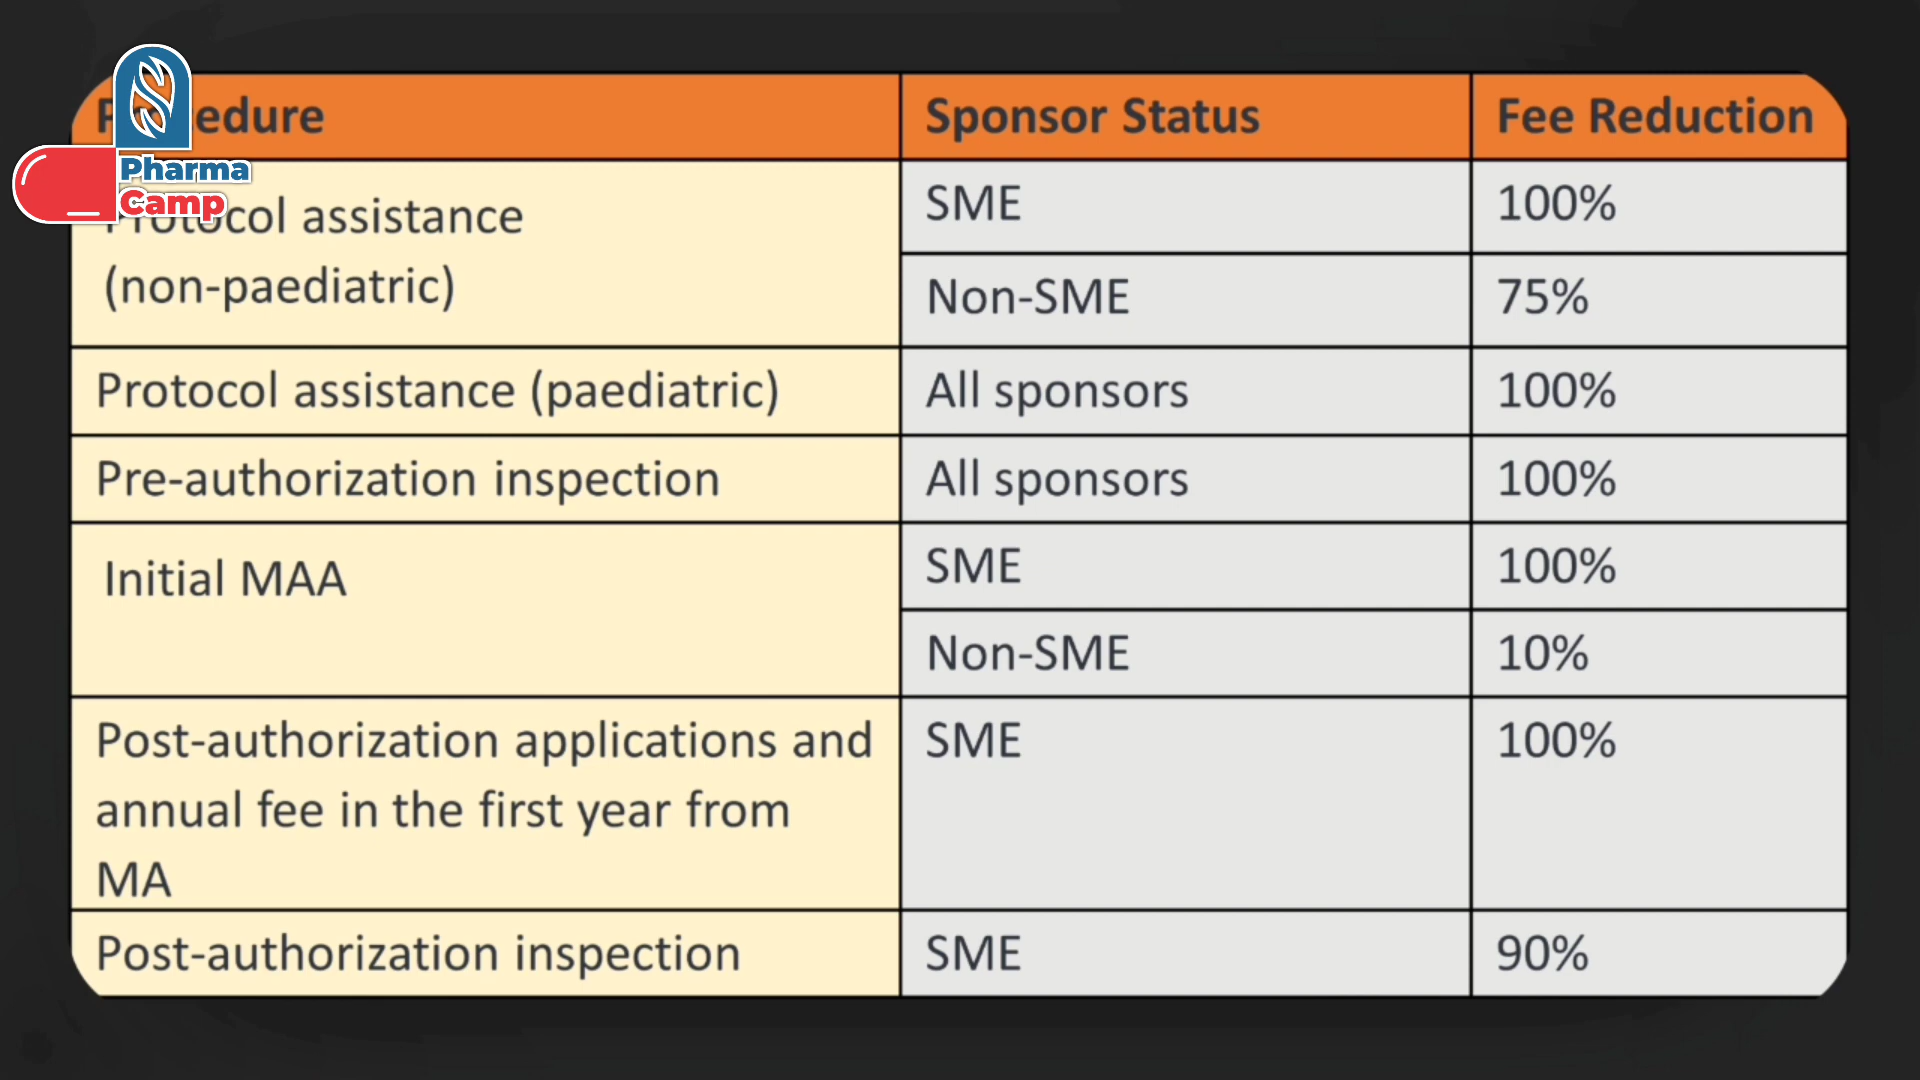 Procedure Sponsor Status Fee Reduction
Pharma
Camp
Protocol assistance
(non-paediatric)
SME 100%
Non-SME 75%
Protocol assistance (paediatric) All sponsors 100%
Pre-authorization inspection All sponsors 100%
Initial MAA
SME 100%
Non-SME 10%
Post-authorization applications and
annual fee in the first year from
MA
SME 100%
Post-authorization inspection SME 90%